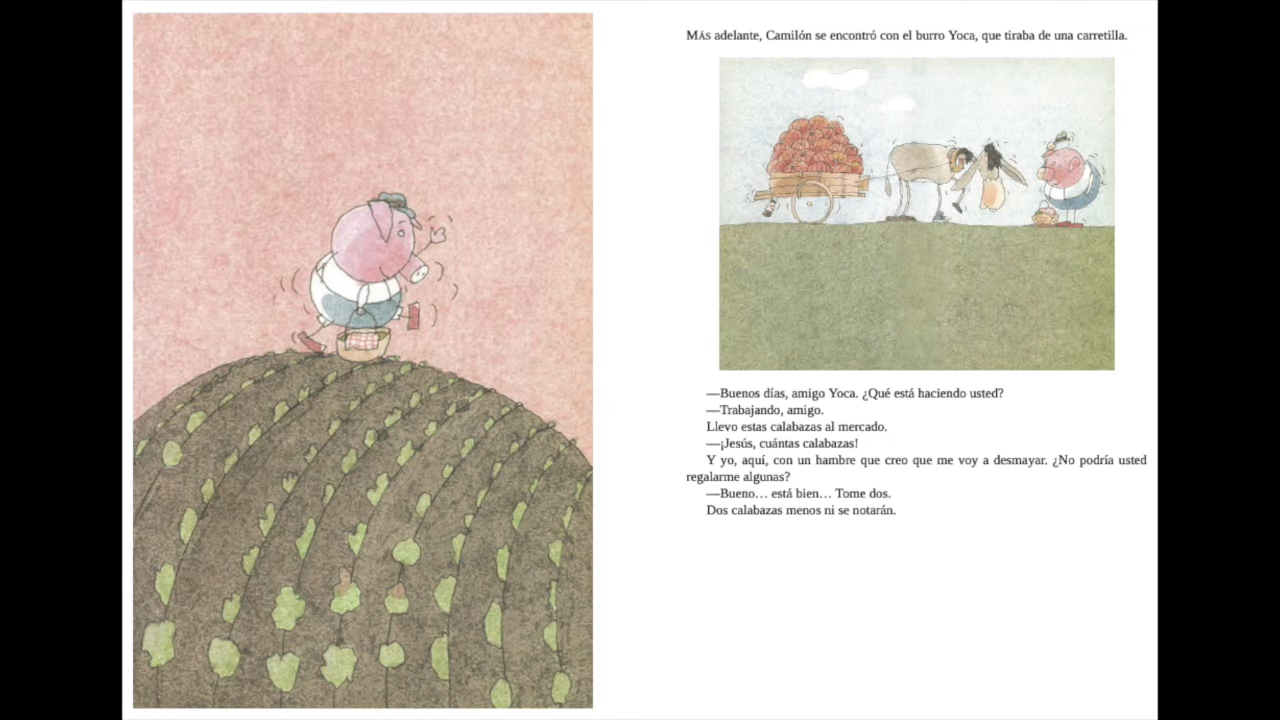 MÁS adelante, Camilón se encontró con el burro Yoca, que tiraba de una carretilla.
—Buenos días, amigo Yoca. ¿Qué está haciendo usted?
—Trabajando, amigo.
Llevo estas calabazas al mercado.
—¡Jesús, cuántas calabazas!
Y yo, aquí, con un hambre que creo que me voy a desmayar. ¿No podría usted
regalarme algunas?
—Bueno… está bien… Tome dos.
Dos calabazas menos ni se notarán.